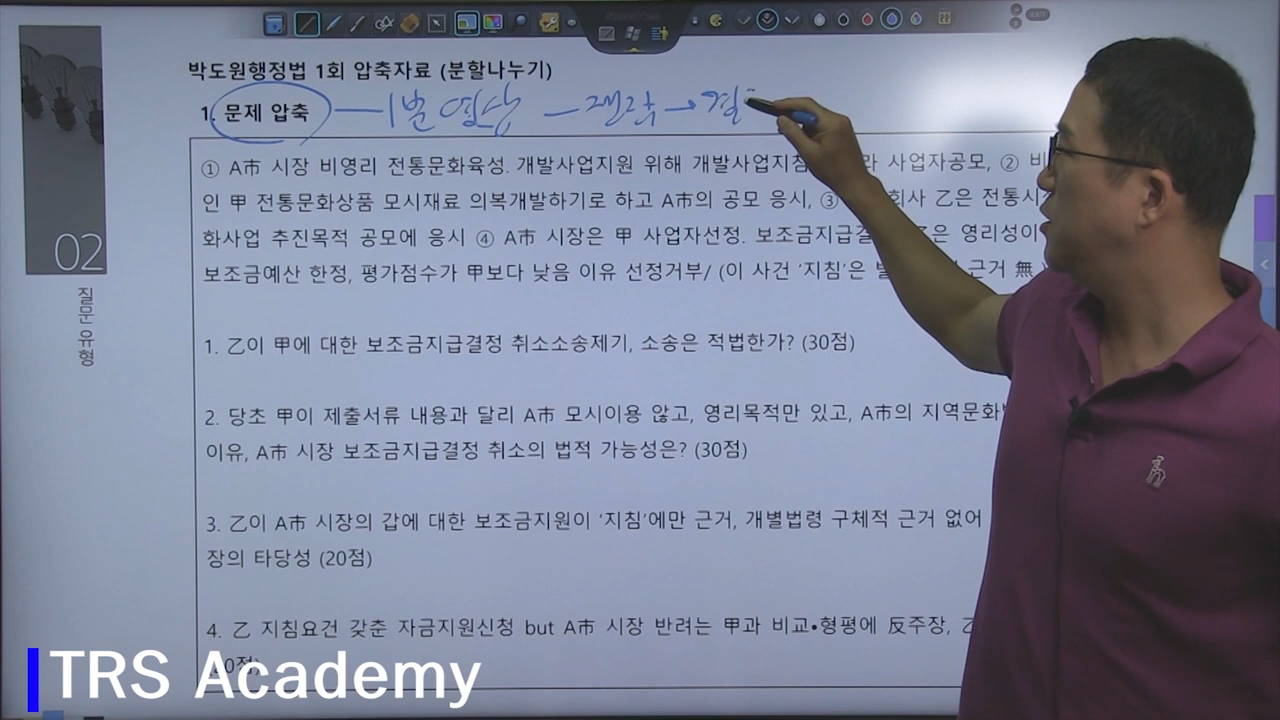 박도원행정법 1회 압축자료 (분할나누기)
1. 문제 압축
① A市 시장 비영리 전통문화육성. 개발사업지원 위해 개발사업지침 사업자공모, ② 비
인 甲 전통문화상품 모시재료 의복개발하기로 하고 A市의 공모 응시, ③ 회사 乙은 전통시
화사업 추진목적 공모에 응시 ④ A市 시장은 甲 사업자선정. 보조금지급결 은 영리성이
보조금예산 한정, 평가점수가 甲보다 낮음 이유 선정거부/ (이 사건 '지침'은 근거 無
1. 乙이 甲에 대한 보조금지급결정 취소소송제기, 소송은 적법한가? (30점)
2. 당초 甲이 제출서류 내용과 달리 A市 모시이용 않고, 영리목적만 있고, A市의 지역문화
이유, A市 시장 보조금지급결정 취소의 법적 가능성은? (30점)
3. 乙이 A市 시장의 갑에 대한 보조금지원이 '지침'에만 근거, 개별법령 구체적 근거 없어
장의 타당성 (20점)
4. 乙 지침요건 갖춘 자금지원신청 but A市 시장 반려는 甲과 비교•형평에 反주장,
02
질문 유형
TRS Academy